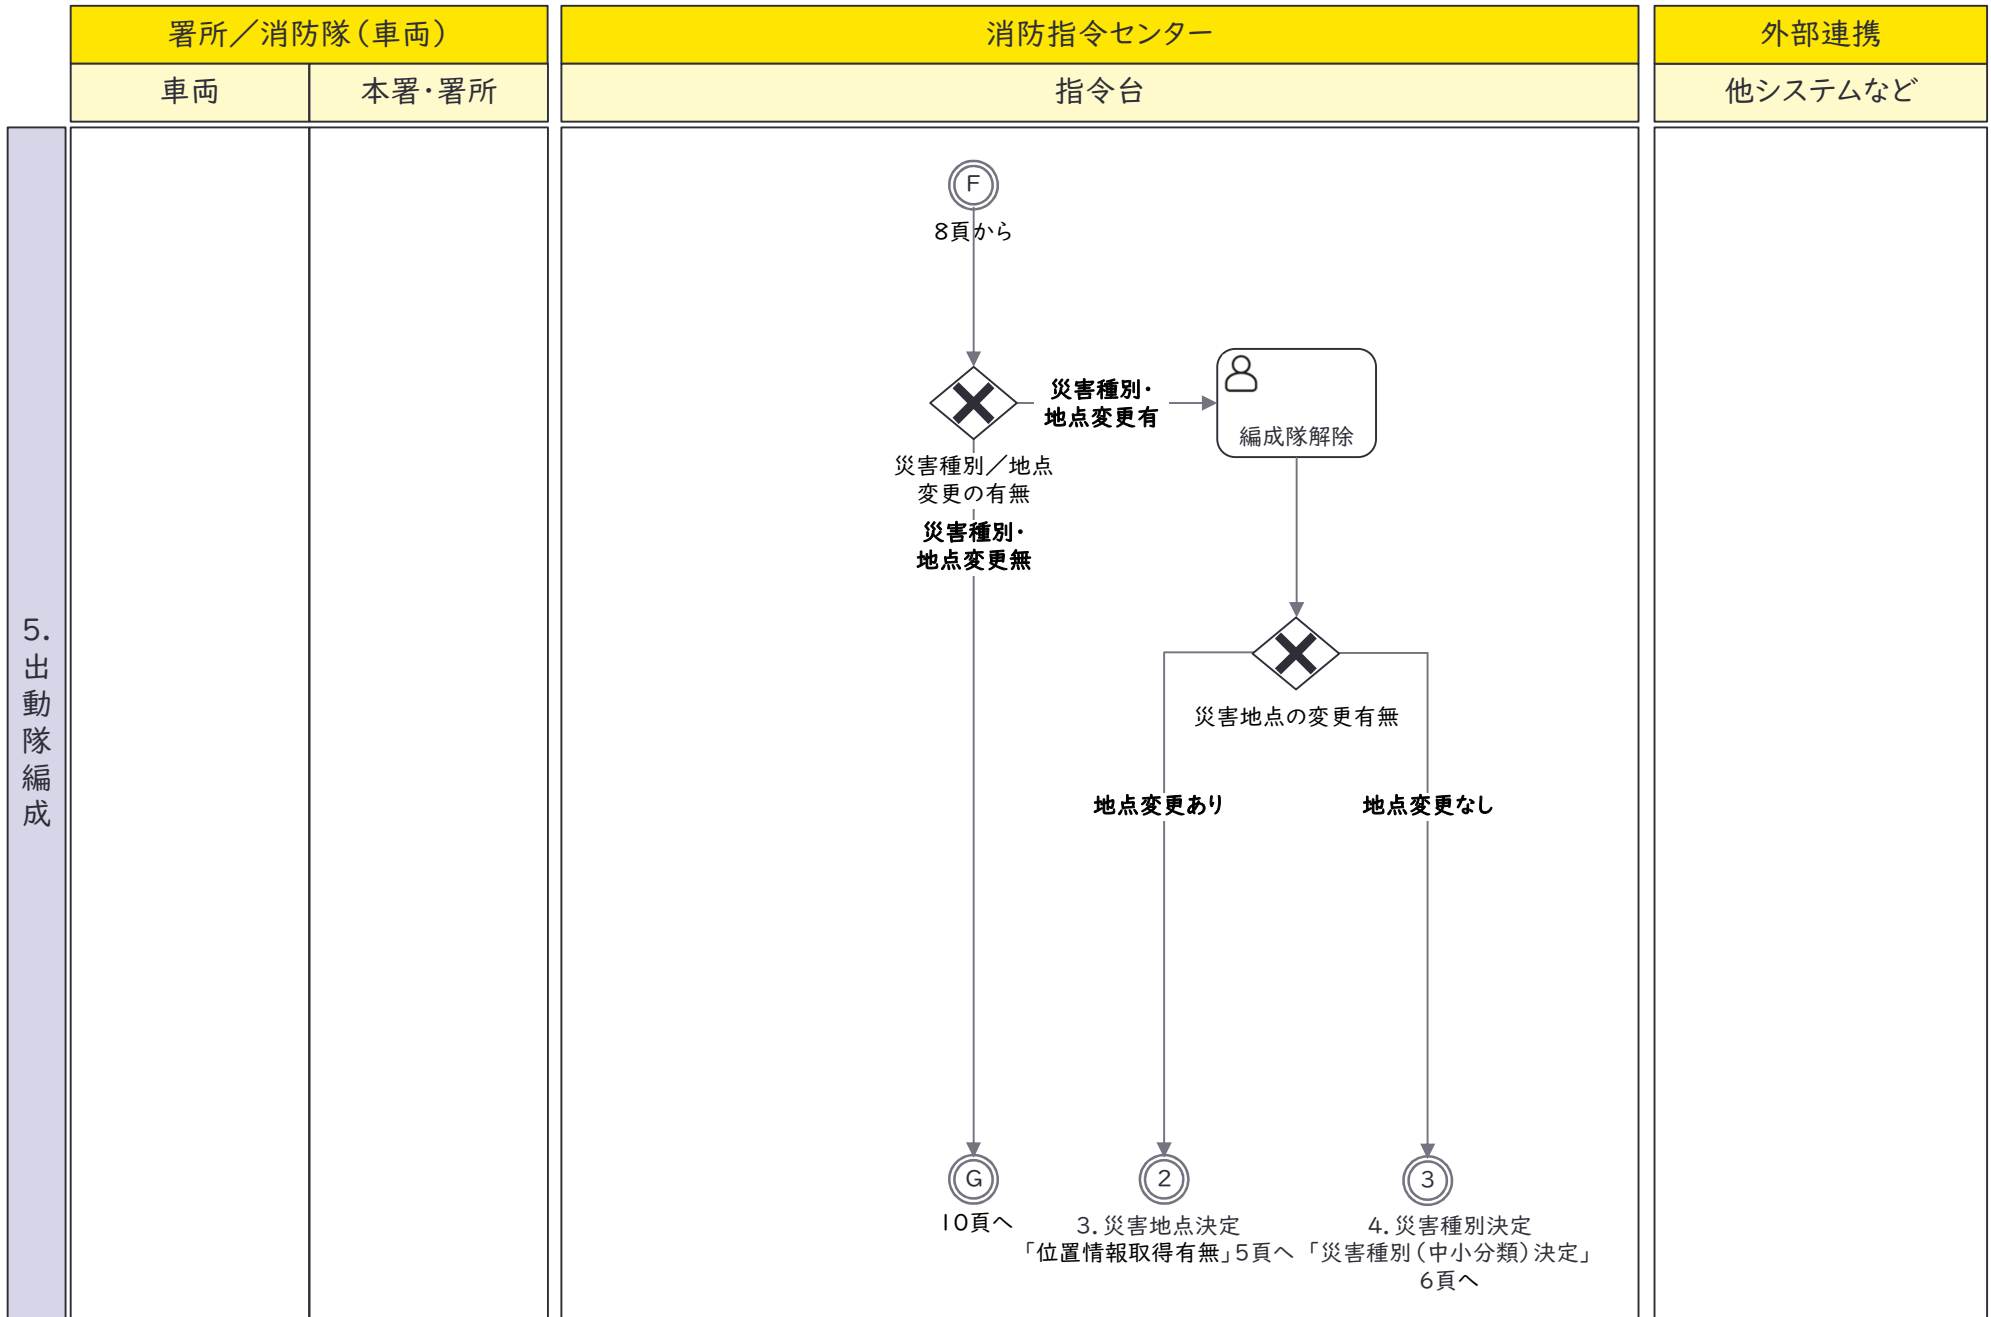 署所／消防隊（車両）
消防指令センター
外部連携
車両
本署・署所
指令台
他システムなど
5.出動隊編成
F
8頁から
災害種別・
地点変更有
編成隊解除
災害種別／地点
変更の有無
災害種別・
地点変更無
災害地点の変更有無
地点変更あり
地点変更なし
G
10頁へ
2
3.災害地点決定
「位置情報取得有無」5頁へ
3
4.災害種別決定
「災害種別（中小分類）決定」
6頁へ